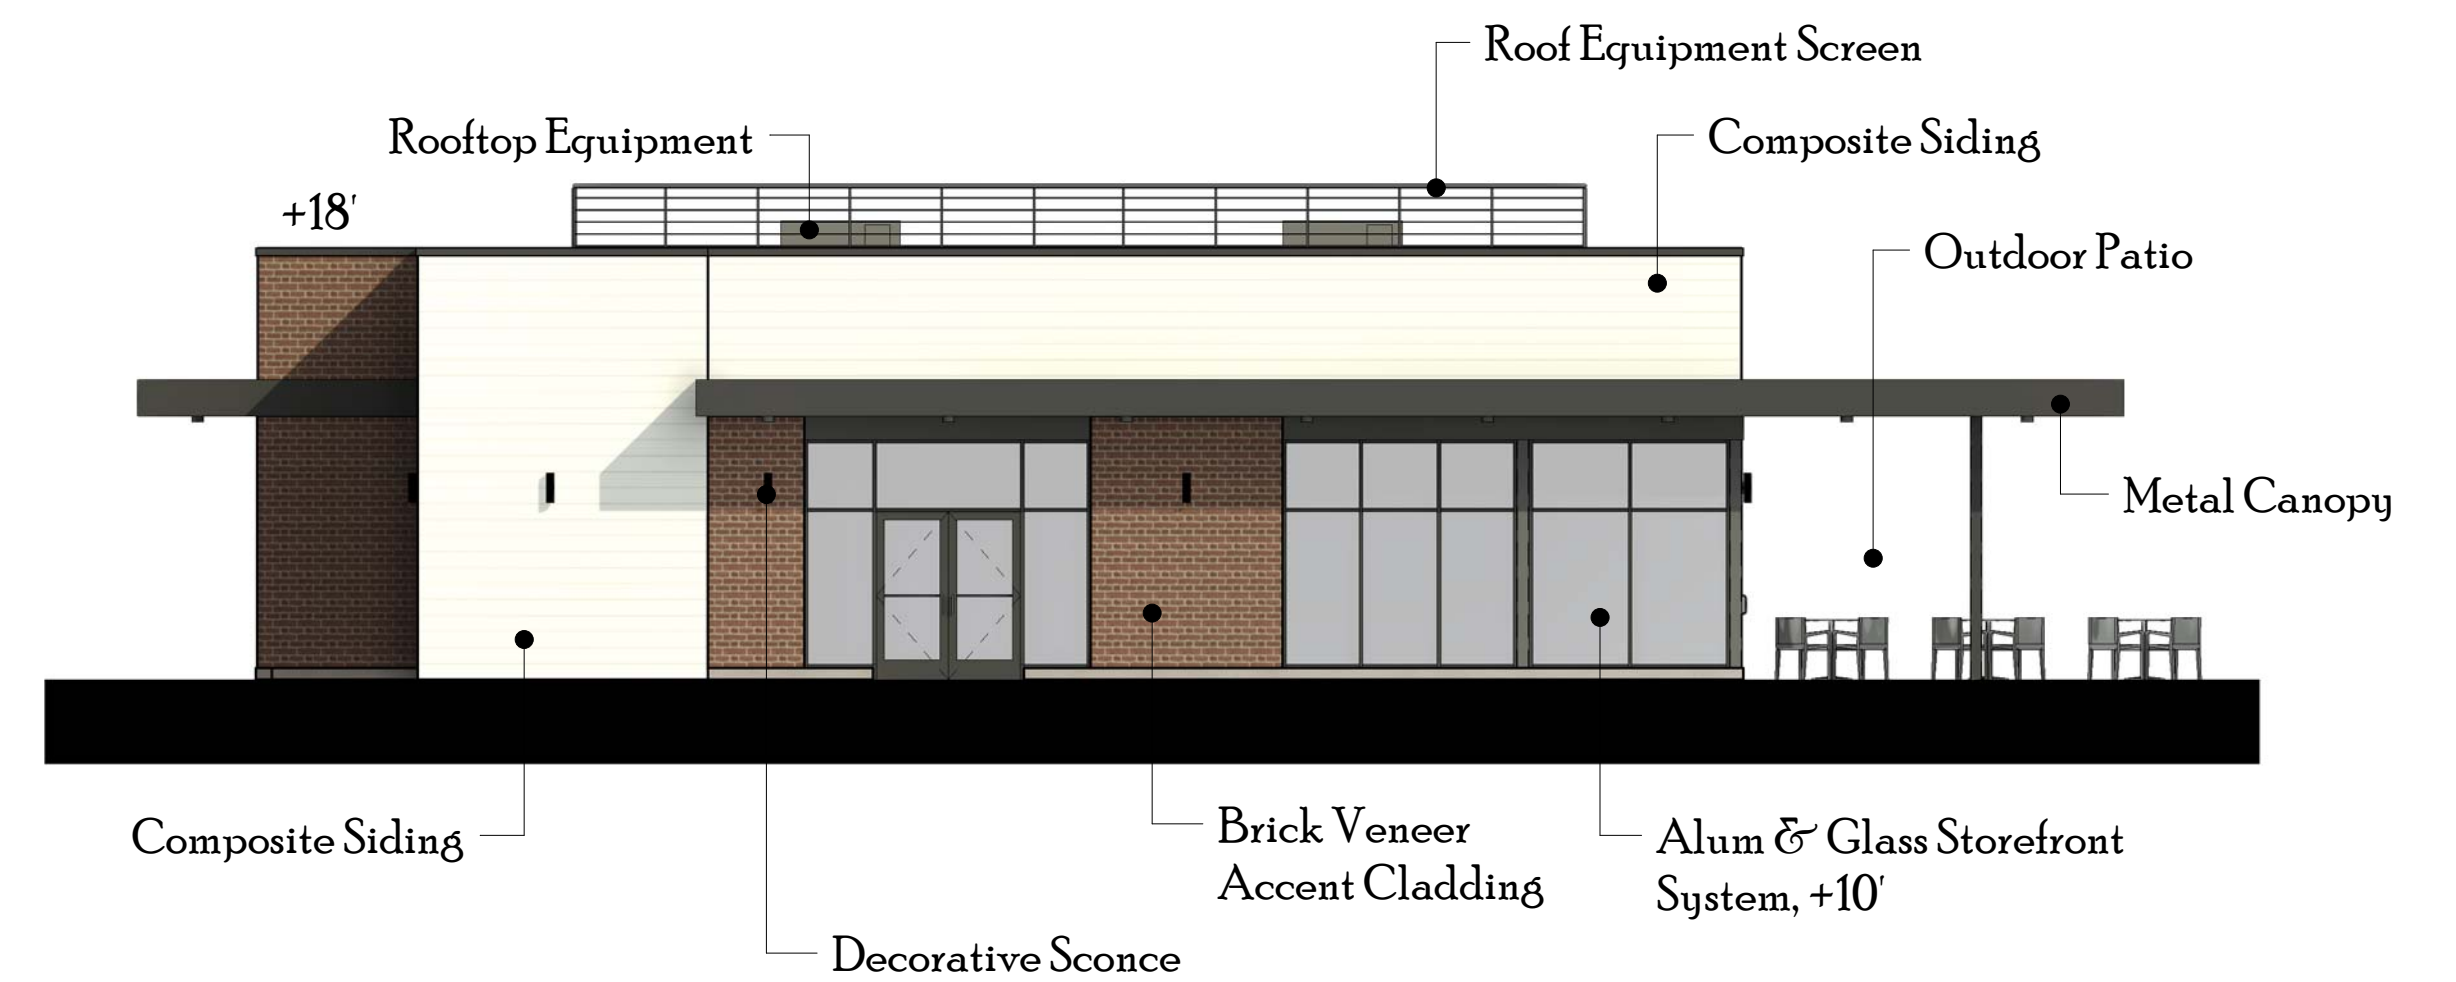 Roof Equipment Screen
Rooftop Equipment
Composite Siding
+18'
Outdoor Patio
Metal Canopy
Composite Siding
Brick Veneer
Accent Cladding
Alum & Glass Storefront
System, +10'
Decorative Sconce